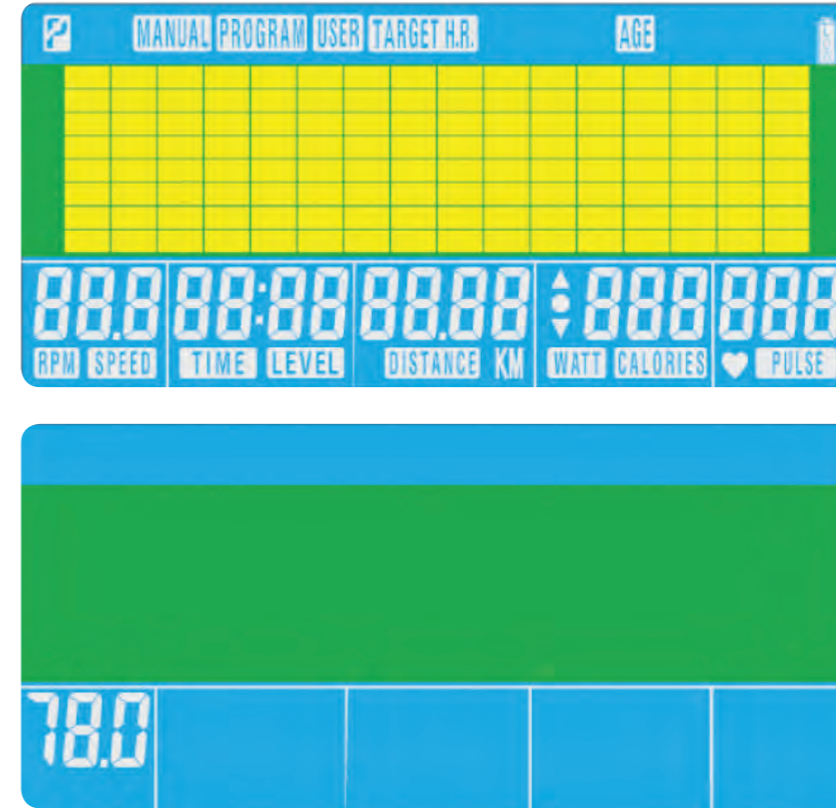 P MANUAL PROGRAM USER TARGET H.R. AGE
88.8 88:88 88.88 888 888
RPM SPEED TIME LEVEL DISTANCE KM WATT CALORIES PULSE
78.0